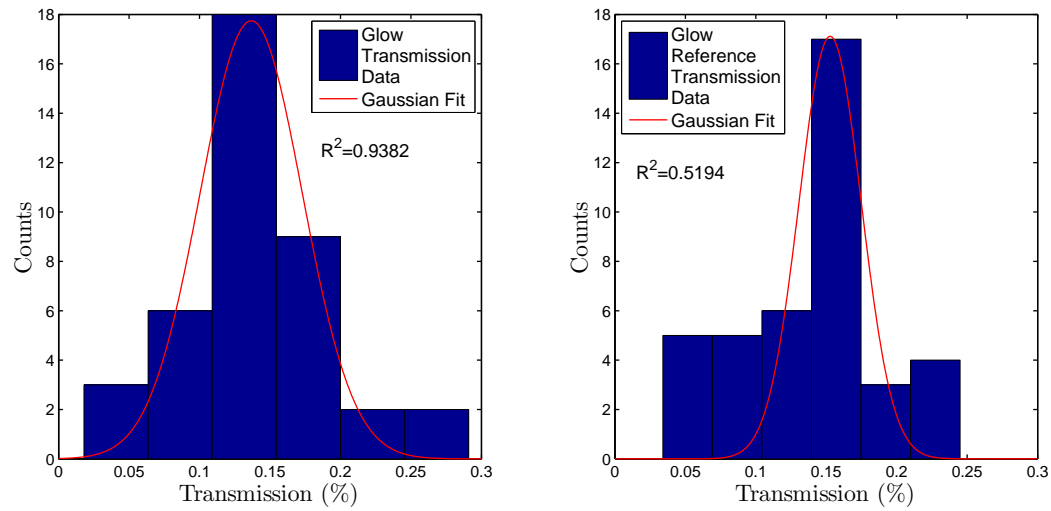 Glow
Transmission
Data
Gaussian Fit
R²=0.9382
Counts
18
16
14
12
10
8
6
4
2
0
0
0.05
0.1
0.15
0.2
0.25
0.3
Transmission (%)
Glow
Reference
Transmission
Data
Gaussian Fit
R²=0.5194
Counts
18
16
14
12
10
8
6
4
2
0
0
0.05
0.1
0.15
0.2
0.25
0.3
Transmission (%)